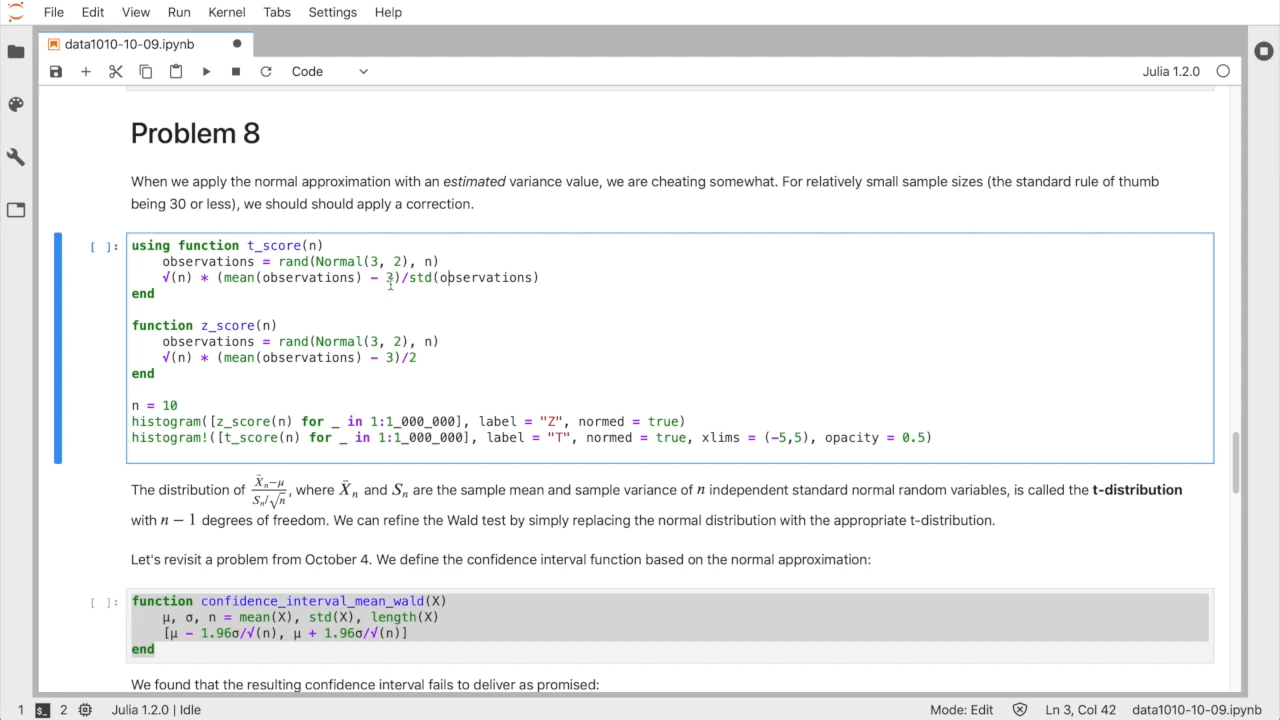 File Edit View Run Kernel Tabs Settings Help
data1010-10-09.ipynb
Code
Julia 1.2.0
Problem 8
When we apply the normal approximation with an estimated variance value, we are cheating somewhat. For relatively small sample sizes (the standard rule of thumb
being 30 or less), we should should apply a correction.
[ ]: using function t_score(n)
observations = rand(Normal(3, 2), n)
√(n) * (mean(observations) - 3)/std(observations)
end
function z_score(n)
observations = rand(Normal(3, 2), n)
√(n) * (mean(observations) - 3)/2
end
n = 10
histogram([z_score(n) for _ in 1:1_000_000], label = "Z", normed = true)
histogram!([t_score(n) for _ in 1:1_000_000], label = "T", normed = true, xlims = (-5,5), opacity = 0.5)
The distribution of (X̄ₙ−μ)/(Sₙ/√n), where X̄ₙ and Sₙ are the sample mean and sample variance of n independent standard normal random variables, is called the t-distribution
with n − 1 degrees of freedom. We can refine the Wald test by simply replacing the normal distribution with the appropriate t-distribution.
Let's revisit a problem from October 4. We define the confidence interval function based on the normal approximation:
[ ]: function confidence_interval_mean_wald(X)
μ, σ, n = mean(X), std(X), length(X)
[μ - 1.96σ/√(n), μ + 1.96σ/√(n)]
end
We found that the resulting confidence interval fails to deliver as promised:
1 2 Julia 1.2.0 | Idle Mode: Edit Ln 3, Col 42 data1010-10-09.ipynb